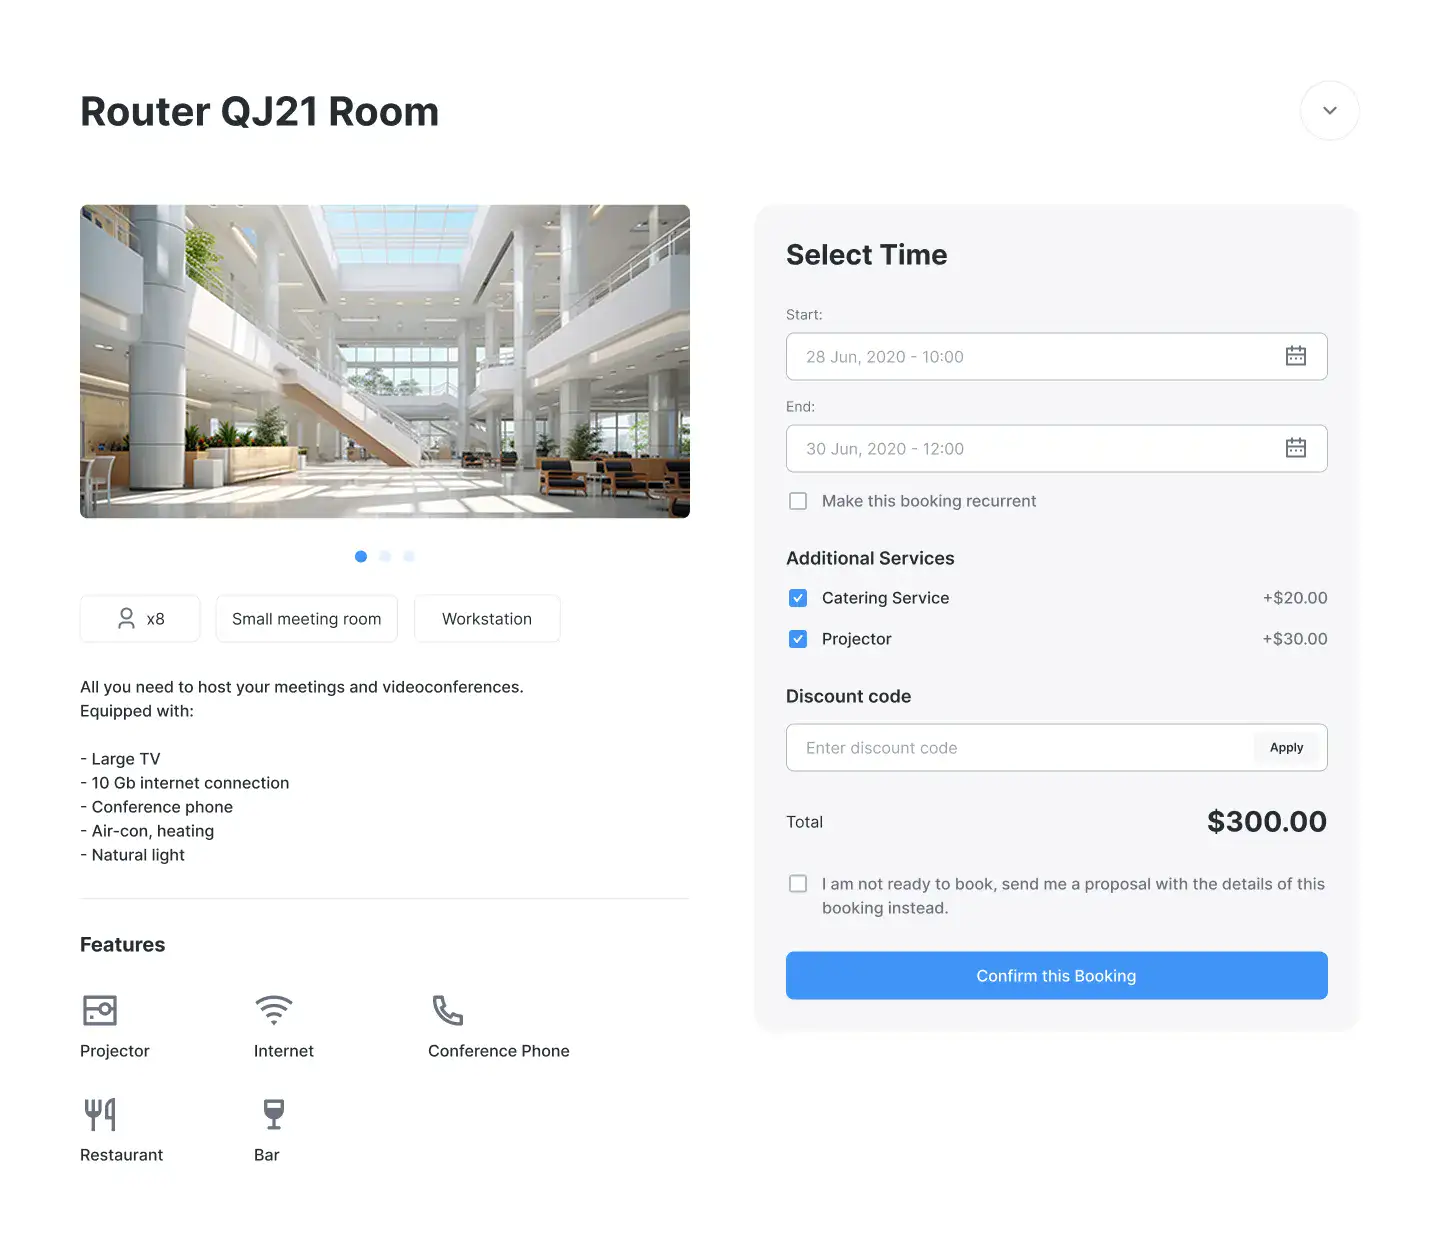 Router QJ21 Room
x8
Small meeting room
Workstation
All you need to host your meetings and videoconferences.
Equipped with:
- Large TV
- 10 Gb internet connection
- Conference phone
- Air-con, heating
- Natural light
Features
Projector
Internet
Conference Phone
Restaurant
Bar
Select Time
Start:
28 Jun, 2020 - 10:00
End:
30 Jun, 2020 - 12:00
Make this booking recurrent
Additional Services
Catering Service
+$20.00
Projector
+$30.00
Discount code
Enter discount code
Apply
Total
$300.00
I am not ready to book, send me a proposal with the details of this
booking instead.
Confirm this Booking